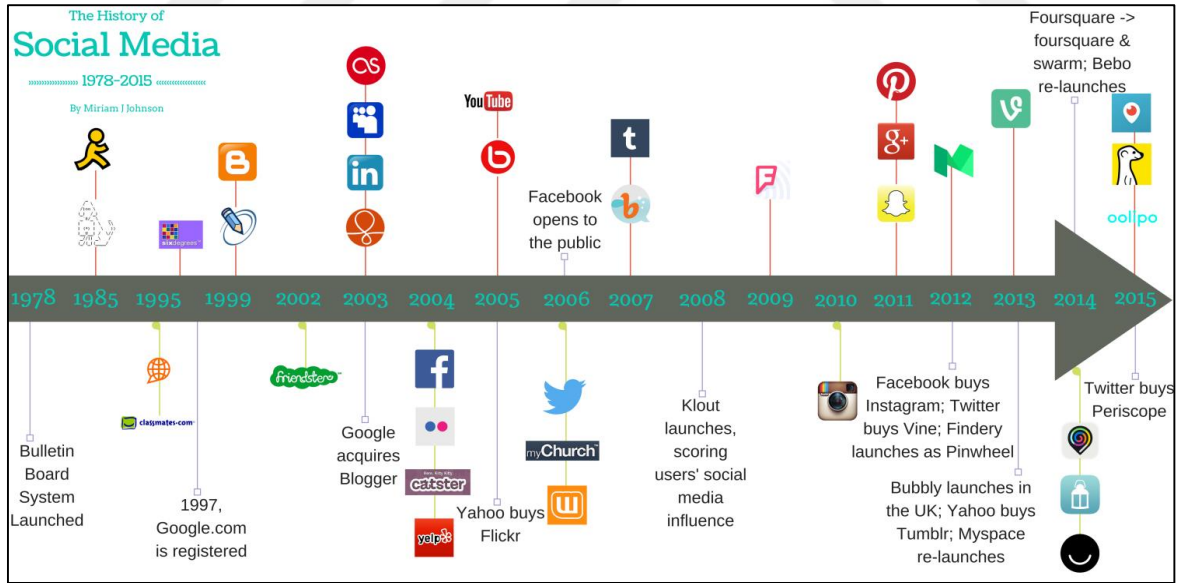 The History of
Social Media
1978-2015
By Miriam J Johnson
Foursquare ->
foursquare &
swarm; Bebo
re-launches
You Tube
Facebook
opens to
the public
sixdegrees™
in
t
g+
oollpo
1978 1985 1995 1999 2002 2003 2004 2005 2006 2007 2008 2009 2010 2011 2012 2013 2014 2015
Bulletin
Board
System
Launched
classmates.com
1997,
Google.com
is registered
friendster
Google
acquires
Blogger
f
catster
yelp
Yahoo buys
Flickr
myChurch
Klout
launches,
scoring
users' social
media
influence
Facebook buys
Instagram; Twitter
buys Vine; Findery
launches as Pinwheel
Bubbly launches in
the UK; Yahoo buys
Tumblr; Myspace
re-launches
Twitter buys
Periscope